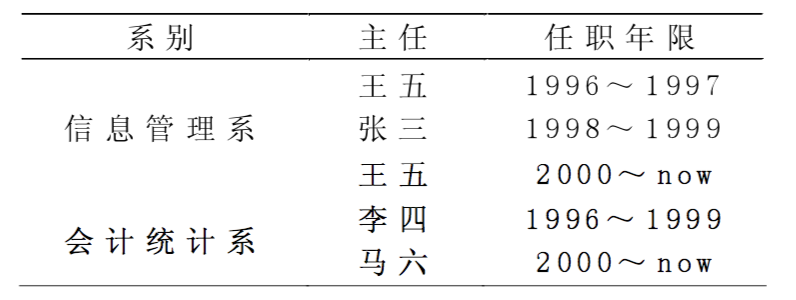 系别 主任 任职年限
王五 1996～1997
信息管理系 张三 1998～1999
王五 2000～now
李四 1996～1999
会计统计系
马六 2000～now